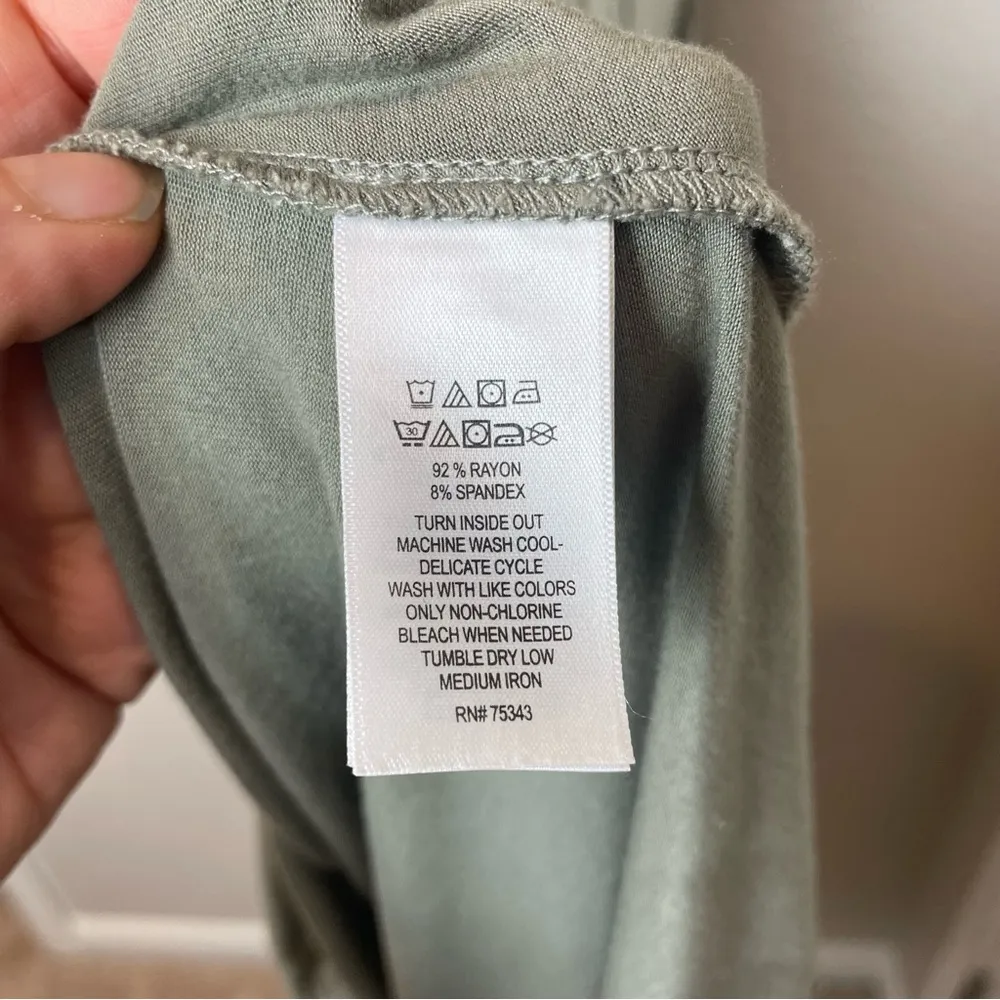 30
92 % RAYON
8% SPANDEX
TURN INSIDE OUT
MACHINE WASH COOL-
DELICATE CYCLE
WASH WITH LIKE COLORS
ONLY NON-CHLORINE
BLEACH WHEN NEEDED
TUMBLE DRY LOW
MEDIUM IRON
RN# 75343